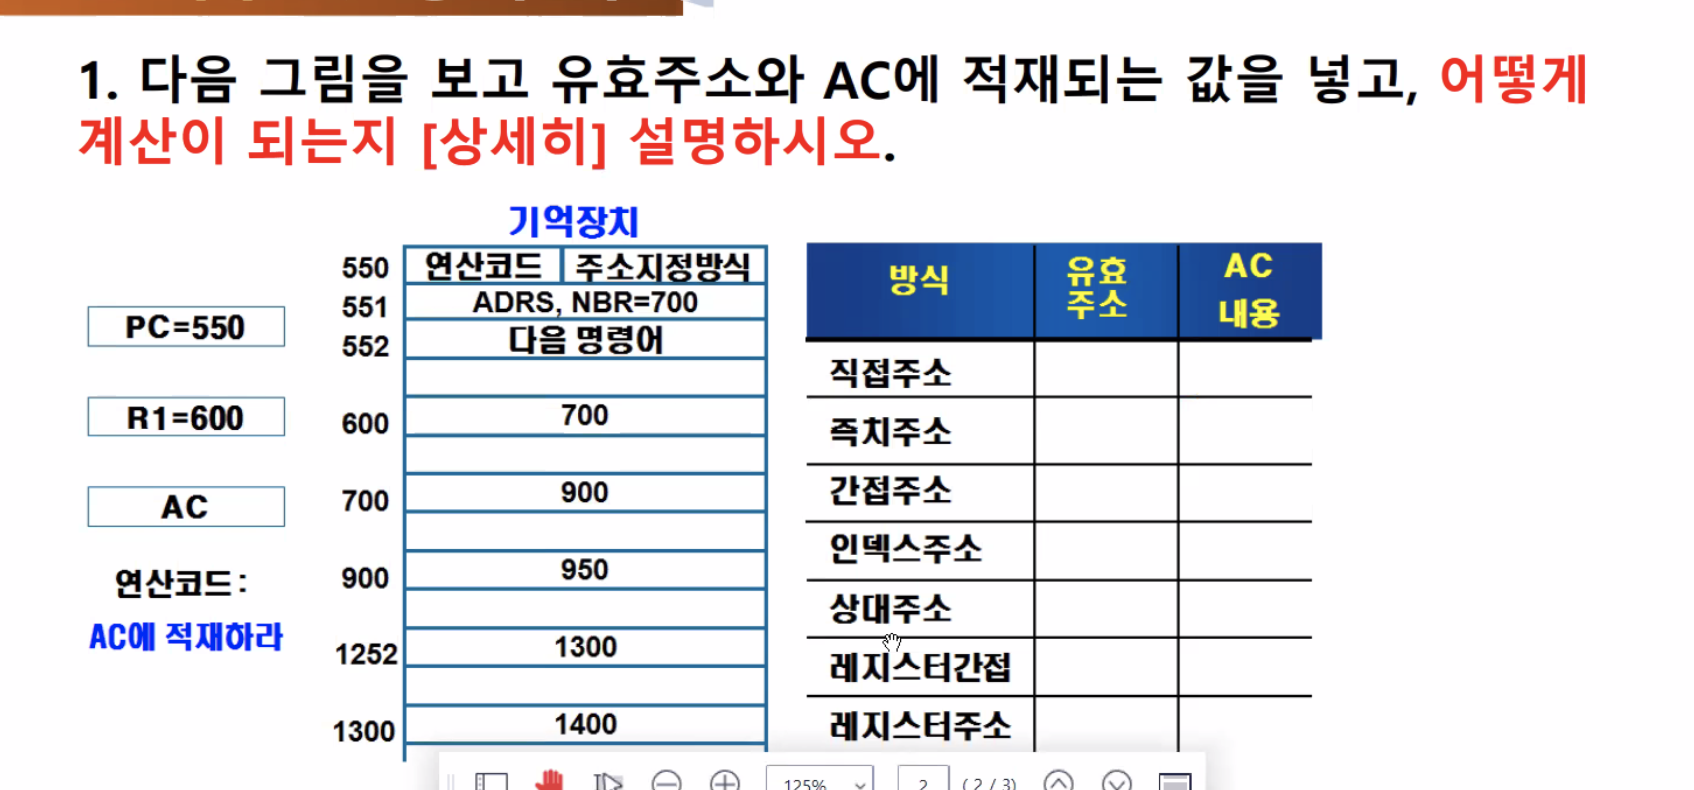 1. 다음 그림을 보고 유효주소와 AC에 적재되는 값을 넣고, 어떻게
계산이 되는지 [상세히] 설명하시오.
기억장치
PC=550
R1=600
AC
연산코드:
AC에 적재하라
550 연산코드 주소지정방식
551 ADRS, NBR=700
552 다음 명령어
600 700
700 900
900 950
1252 1300
1300 1400
방식 유효주소 AC 내용
직접주소
즉치주소
간접주소
인덱스주소
상대주소
레지스터간접
레지스터주소
125% 2 (2 / 3)